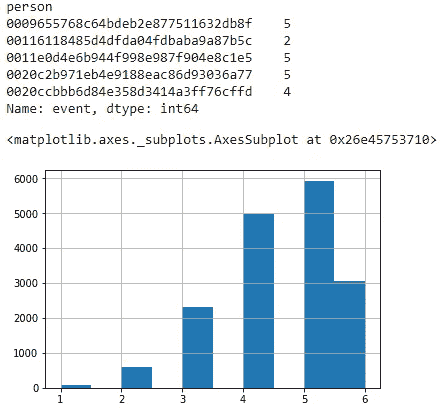 person
0009655768c64bdeb2e877511632db8f 5
00116118485d4dfda04fdbaba9a87b5c 2
0011e0d4e6b944f998e987f904e8c1e5 5
0020c2b971eb4e9188eac86d93036a77 5
0020ccbbb6d84e358d3414a3ff76cffd 4
Name: event, dtype: int64
<matplotlib.axes._subplots.AxesSubplot at 0x26e45753710>
6000
5000
4000
3000
2000
1000
0
1 2 3 4 5 6